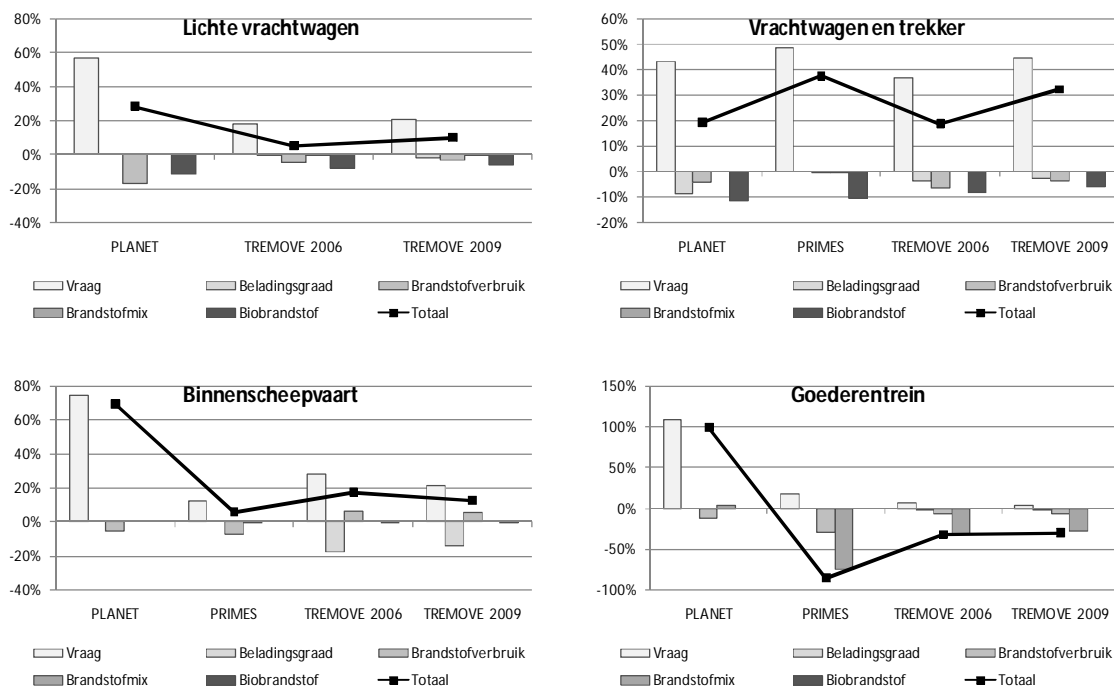 Lichte vrachtwagen
80%
60%
40%
20%
0%
-20%
-40%
PLANET TREMOVE 2006 TREMOVE 2009
Vraag Beladingsgraad Brandstofverbruik
Brandstofmix Biobrandstof Totaal
Vrachtwagen en trekker
60%
50%
40%
30%
20%
10%
0%
-10%
-20%
PLANET PRIMES TREMOVE 2006 TREMOVE 2009
Vraag Beladingsgraad Brandstofverbruik
Brandstofmix Biobrandstof Totaal
Binnenscheepvaart
80%
60%
40%
20%
0%
-20%
-40%
PLANET PRIMES TREMOVE 2006 TREMOVE 2009
Vraag Beladingsgraad Brandstofverbruik
Brandstofmix Biobrandstof Totaal
Goederentrein
150%
100%
50%
0%
-50%
-100%
PLANET PRIMES TREMOVE 2006 TREMOVE 2009
Vraag Beladingsgraad Brandstofverbruik
Brandstofmix Biobrandstof Totaal